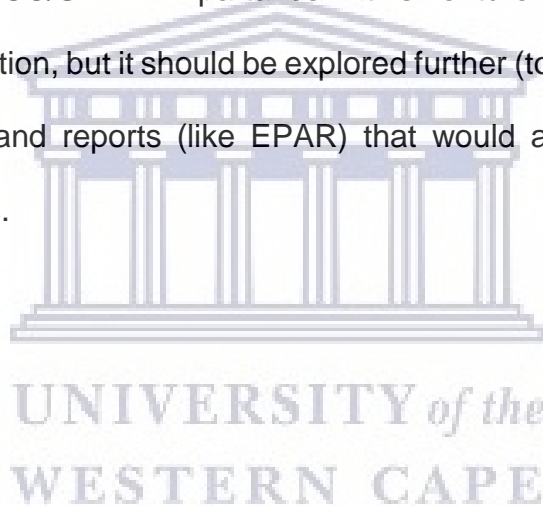 tion, but it should be explored further (to
and reports (like EPAR) that would a
.
UNIVERSITY of the
WESTERN CAPE